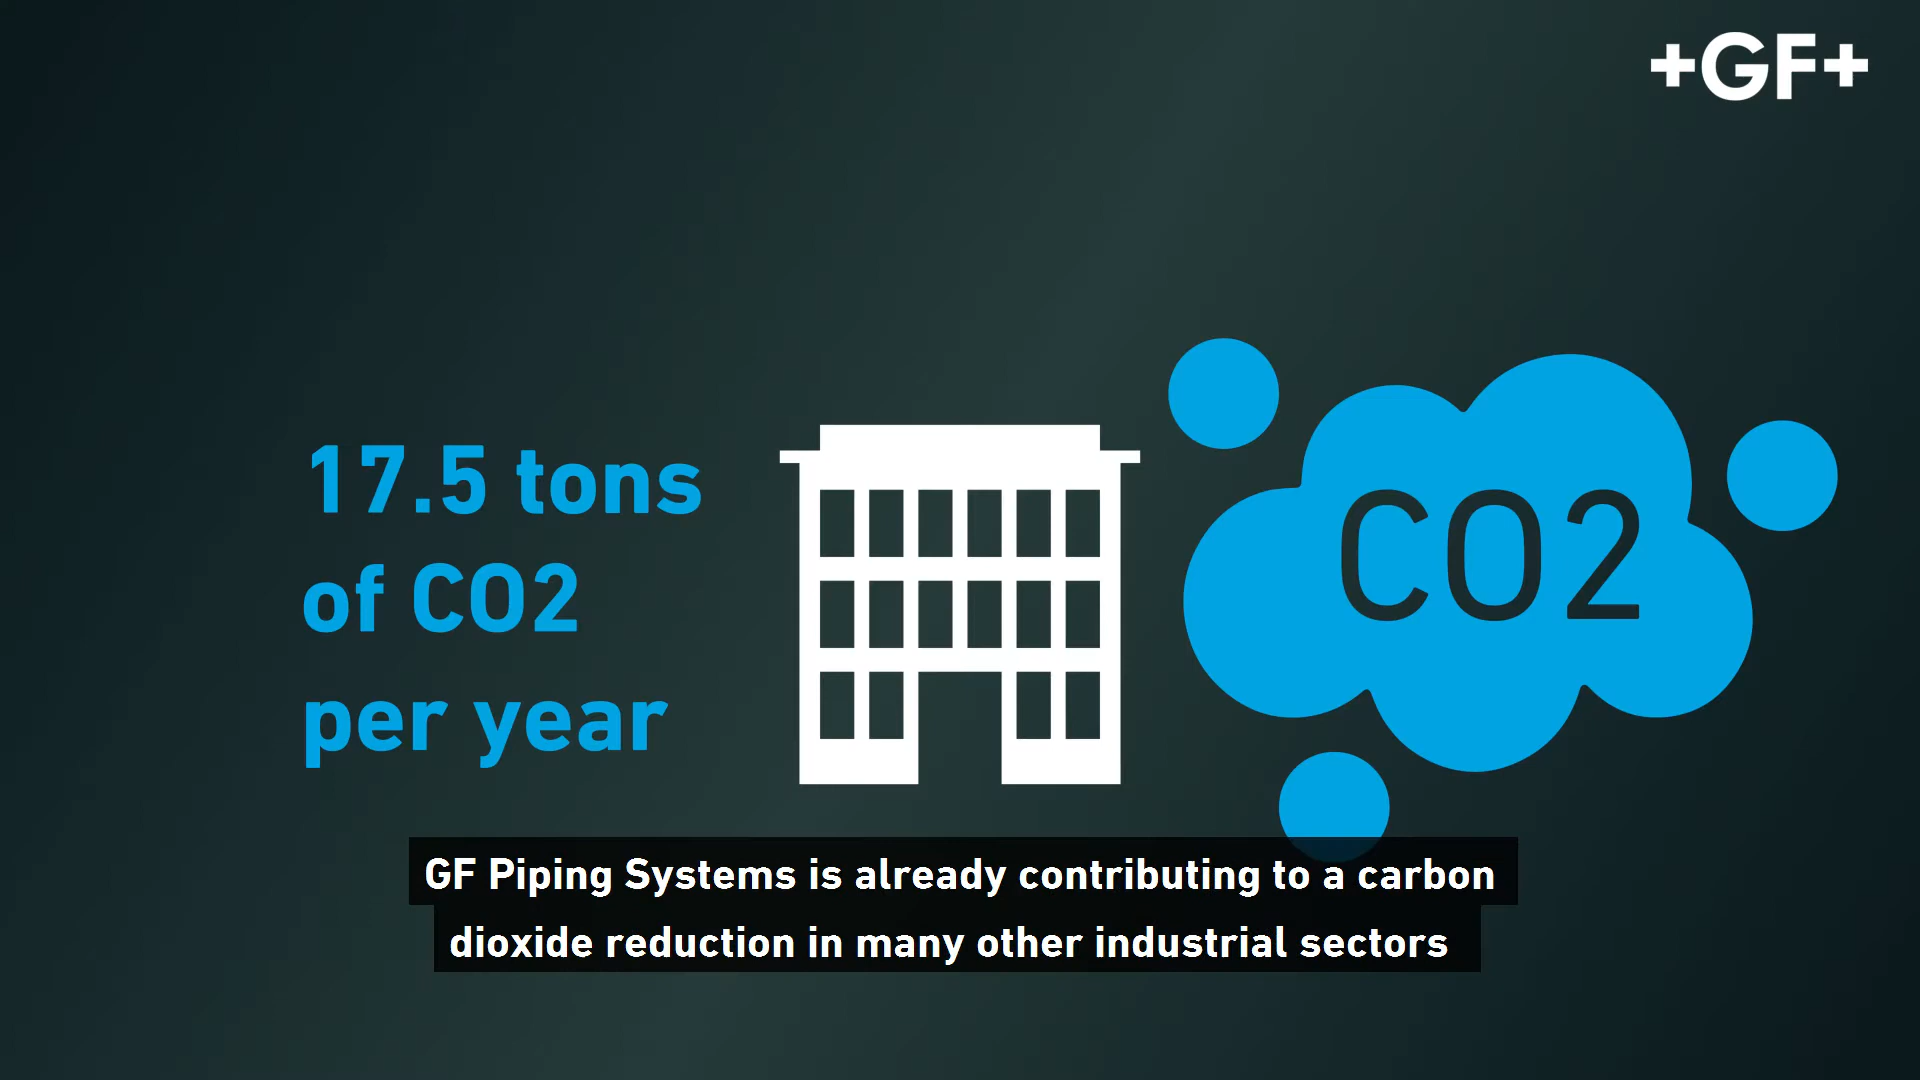 +GF+
17.5 tons
of CO2
per year
CO2
GF Piping Systems is already contributing to a carbon
dioxide reduction in many other industrial sectors